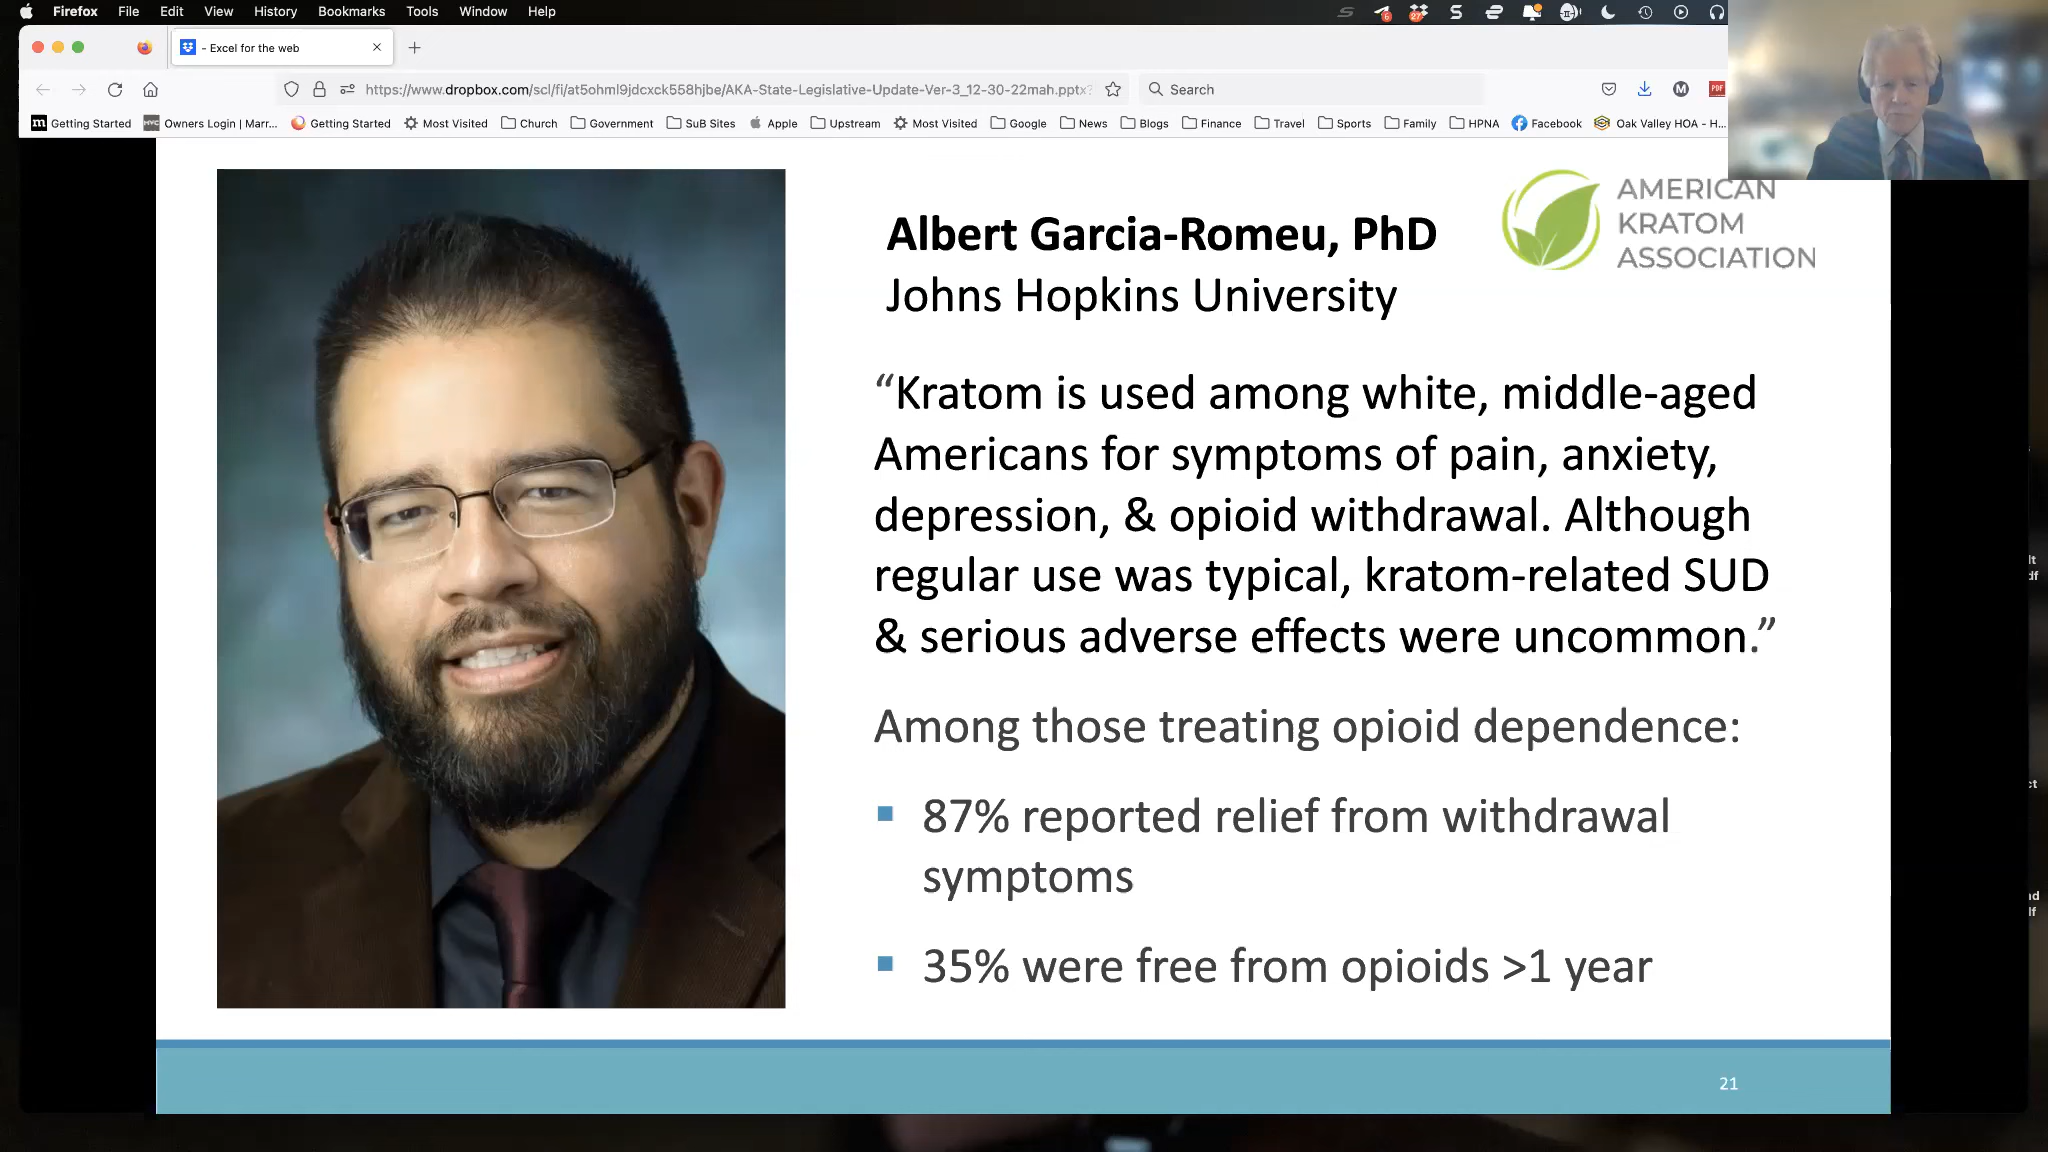 Firefox File Edit View History Bookmarks Tools Window Help
- Excel for the web
https://www.dropbox.com/scl/fi/at5ohml9jdcxck558hjbe/AKA-State-Legislative-Update-Ver-3_12-30-22mah.pptx?
Search
Getting Started Owners Login | Marr... Getting Started Most Visited Church Government SuB Sites Apple Upstream Most Visited Google News Blogs Finance Travel Sports Family HPNA Facebook Oak Valley HOA - H...
AMERICAN
KRATOM
ASSOCIATION
Albert Garcia-Romeu, PhD
Johns Hopkins University
“Kratom is used among white, middle-aged
Americans for symptoms of pain, anxiety,
depression, & opioid withdrawal. Although
regular use was typical, kratom-related SUD
& serious adverse effects were uncommon.”
Among those treating opioid dependence:
▪ 87% reported relief from withdrawal
symptoms
▪ 35% were free from opioids >1 year
21